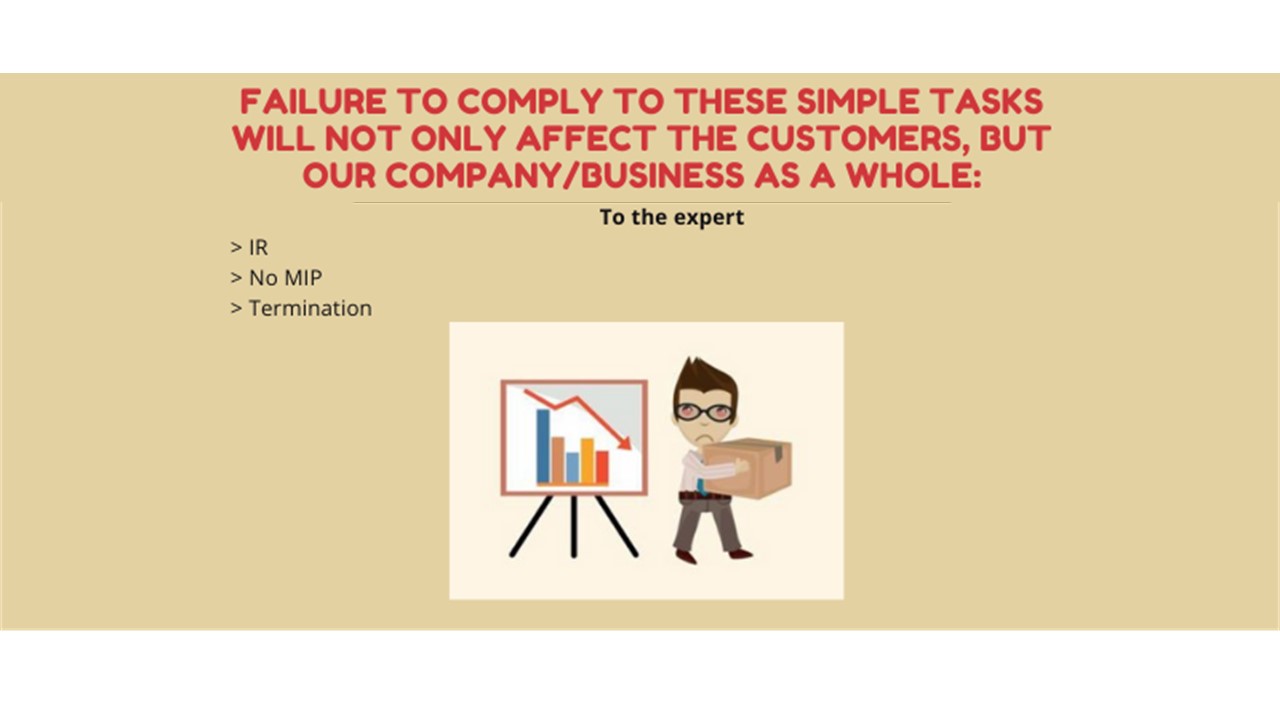 FAILURE TO COMPLY TO THESE SIMPLE TASKS
WILL NOT ONLY AFFECT THE CUSTOMERS, BUT
OUR COMPANY/BUSINESS AS A WHOLE:
To the expert
> IR
> No MIP
> Termination